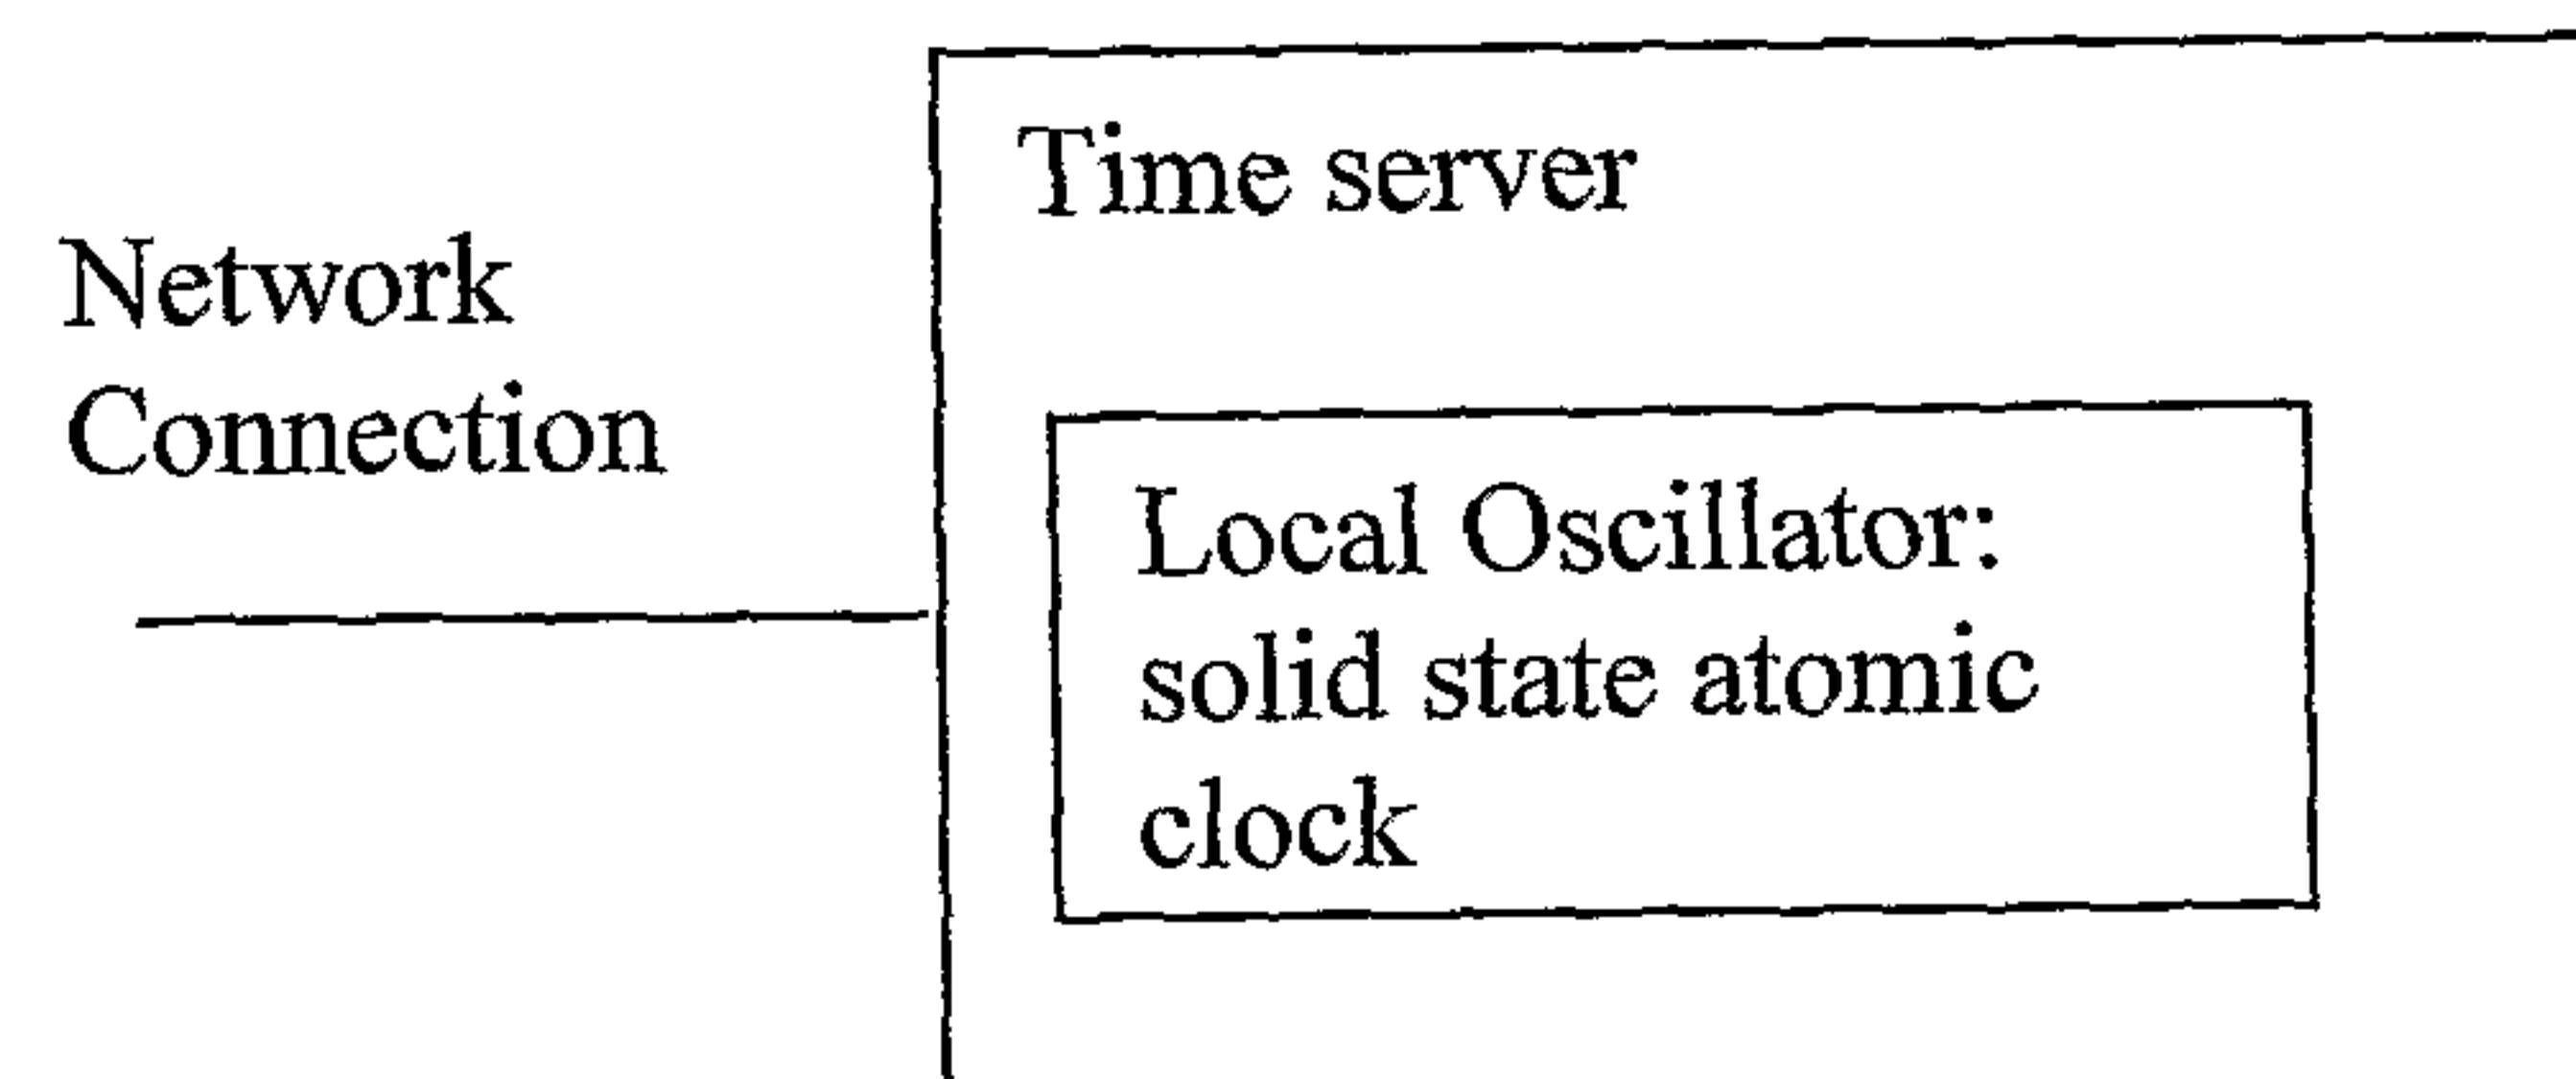 Time server
Network
Connection
Local Oscillator:
solid state atomic
clock